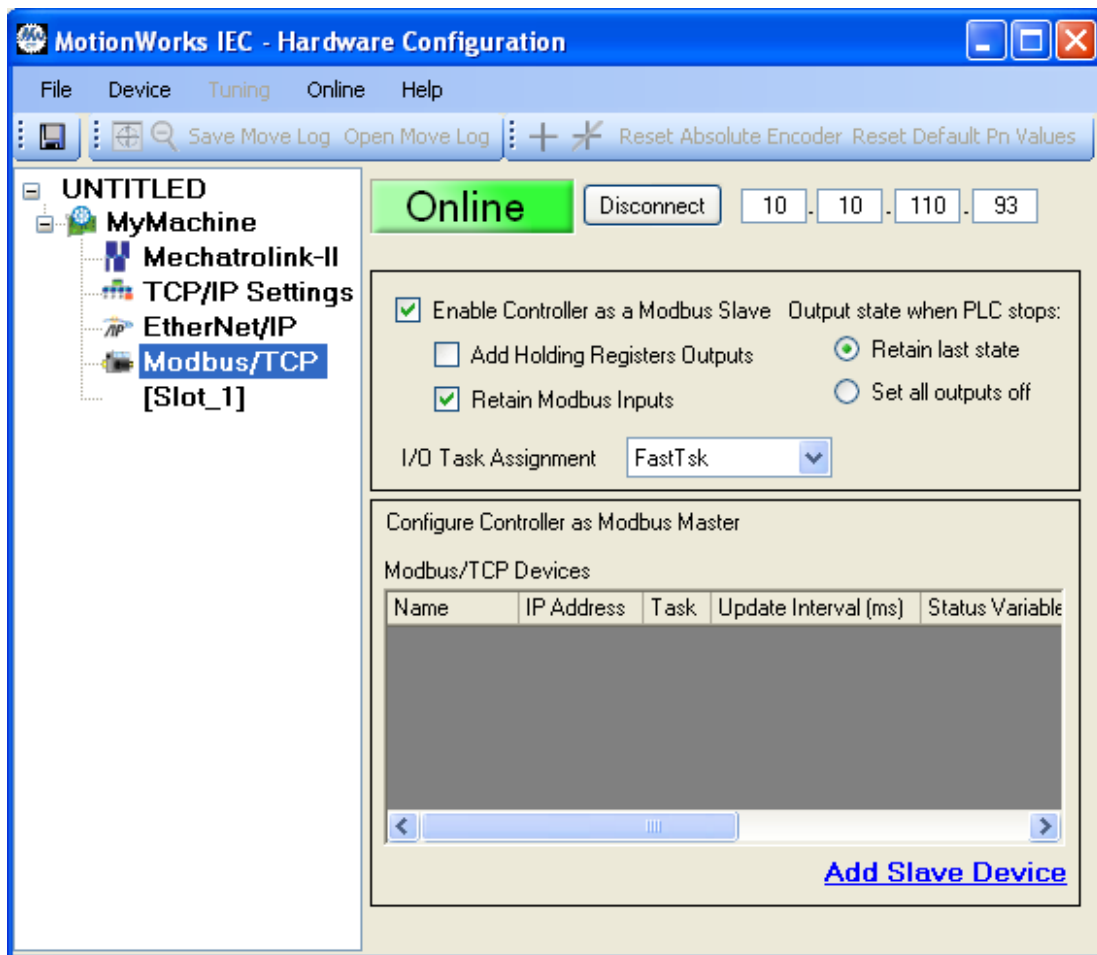 MotionWorks IEC - Hardware Configuration
File Device Tuning Online Help
Save Move Log Open Move Log Reset Absolute Encoder Reset Default Pn Values
UNTITLED
MyMachine
Mechatrolink-II
TCP/IP Settings
EtherNet/IP
Modbus/TCP
[Slot_1]
Online Disconnect 10 . 10 . 110 . 93
Enable Controller as a Modbus Slave Output state when PLC stops:
Add Holding Registers Outputs Retain last state
Retain Modbus Inputs Set all outputs off
I/O Task Assignment FastTsk
Configure Controller as Modbus Master
Modbus/TCP Devices
Name IP Address Task Update Interval (ms) Status Variable
Add Slave Device